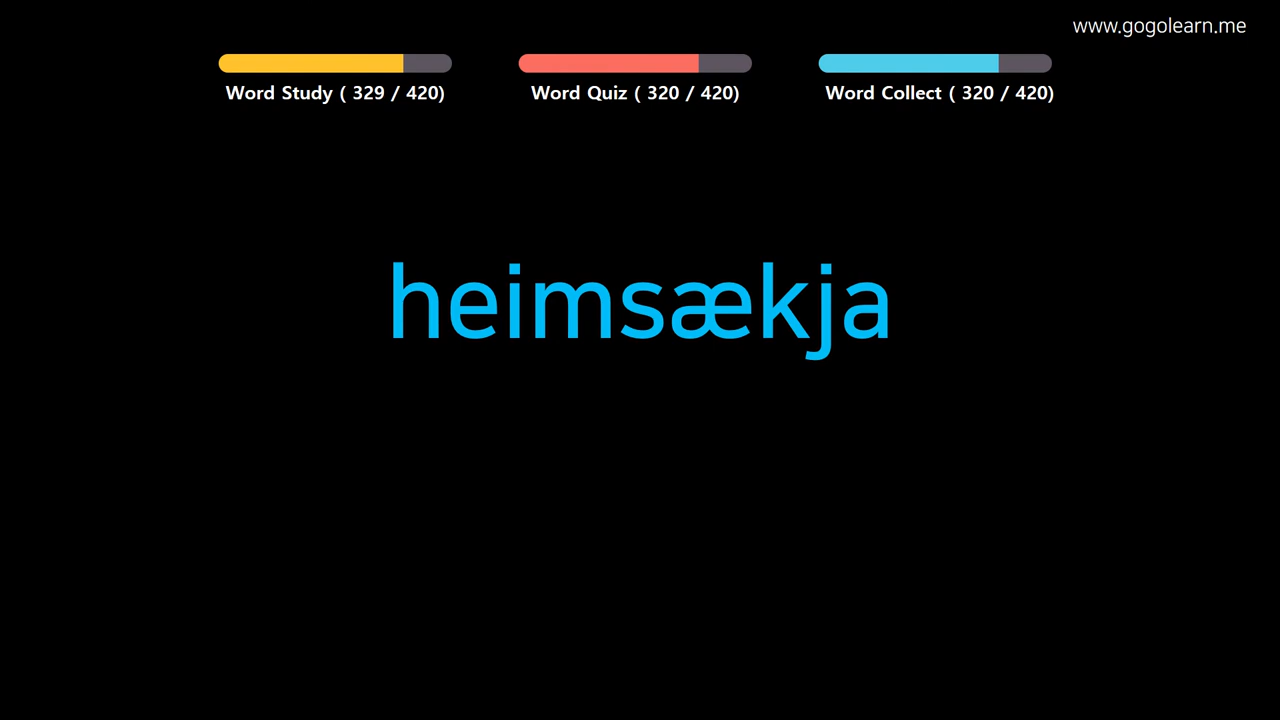 www.gogolearn.me
Word Study ( 329 / 420)
Word Quiz ( 320 / 420)
Word Collect ( 320 / 420)
heimsækja